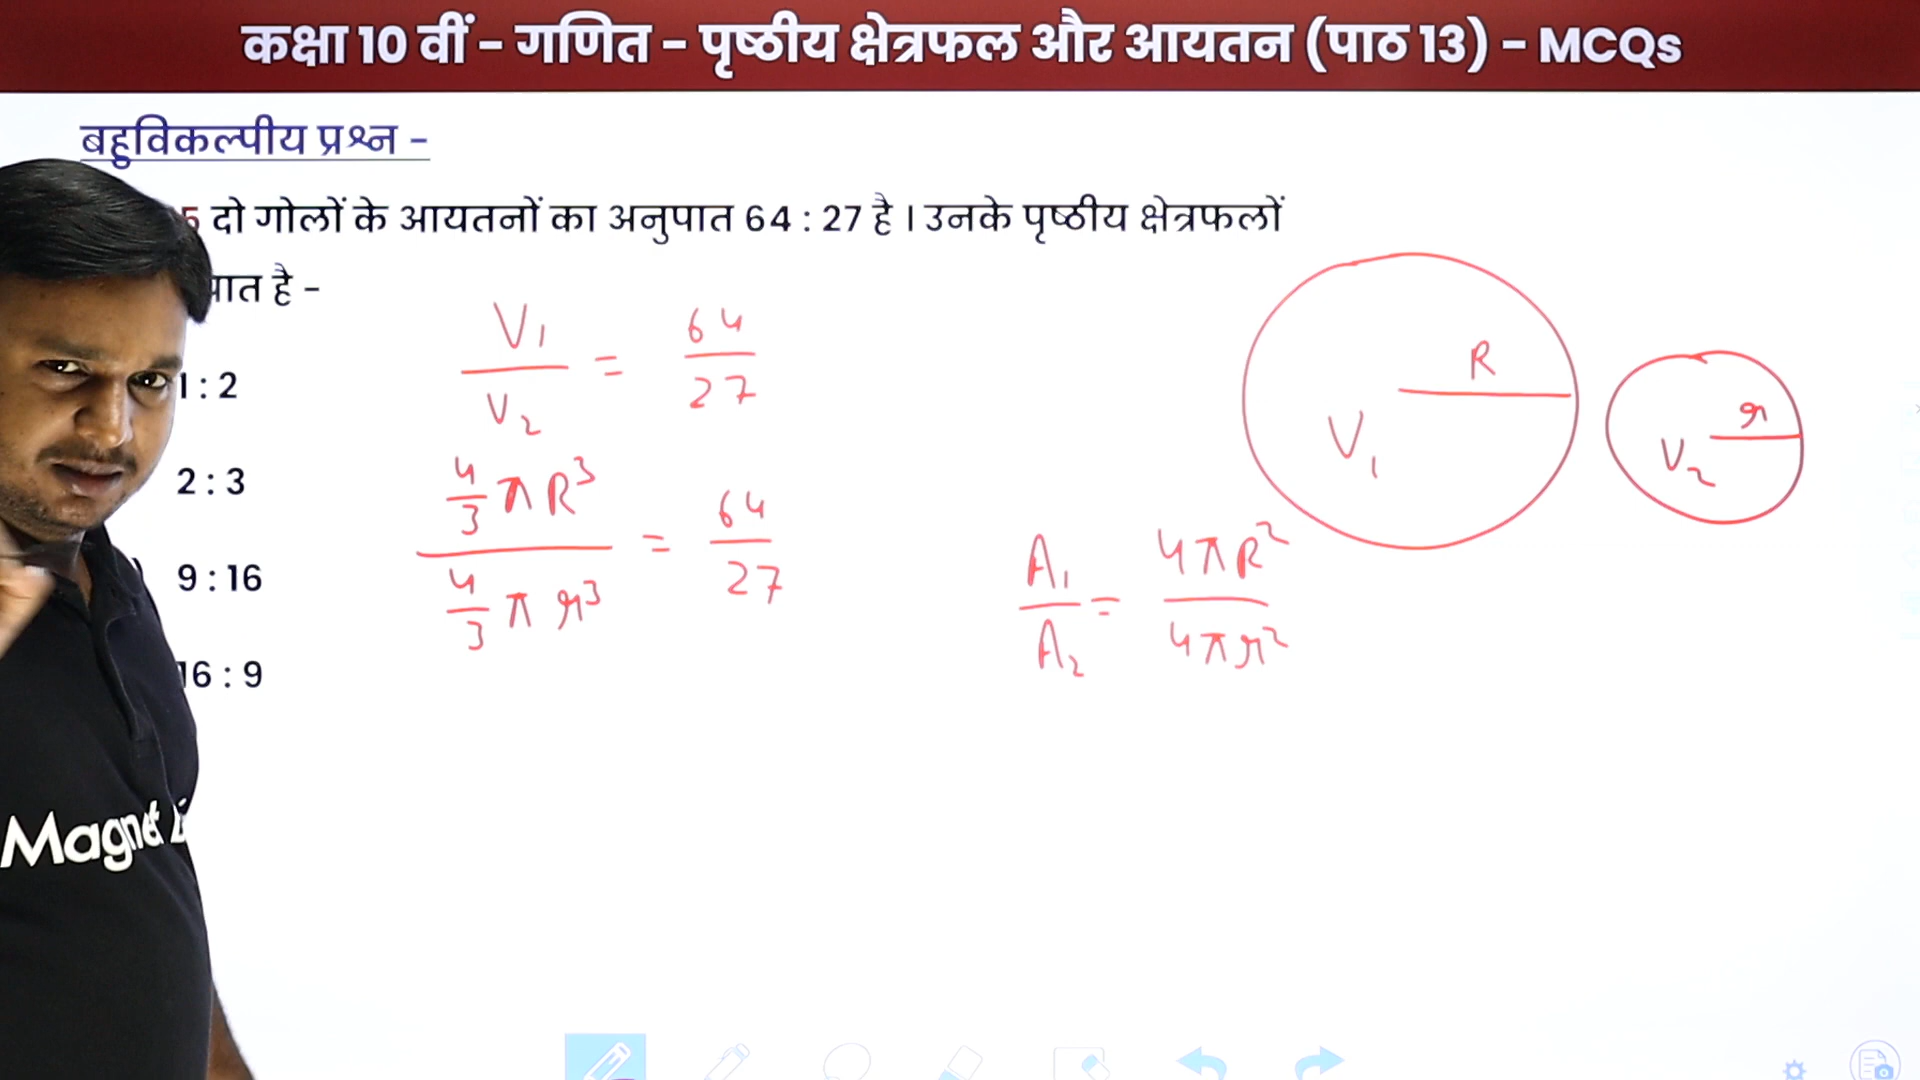 कक्षा 10 वीं - गणित - पृष्ठीय क्षेत्रफल और आयतन (पाठ 13) - MCQs
बहुविकल्पीय प्रश्न -
5 दो गोलों के आयतनों का अनुपात 64 : 27 है । उनके पृष्ठीय क्षेत्रफलों
पात है -
1 : 2
2 : 3
9 : 16
16 : 9
V₁/V₂ = 64/27
4/3 π R³ / 4/3 π r³ = 64/27
A₁/A₂ = 4πR²/4πr²
R
V₁
r
V₂
Magnet